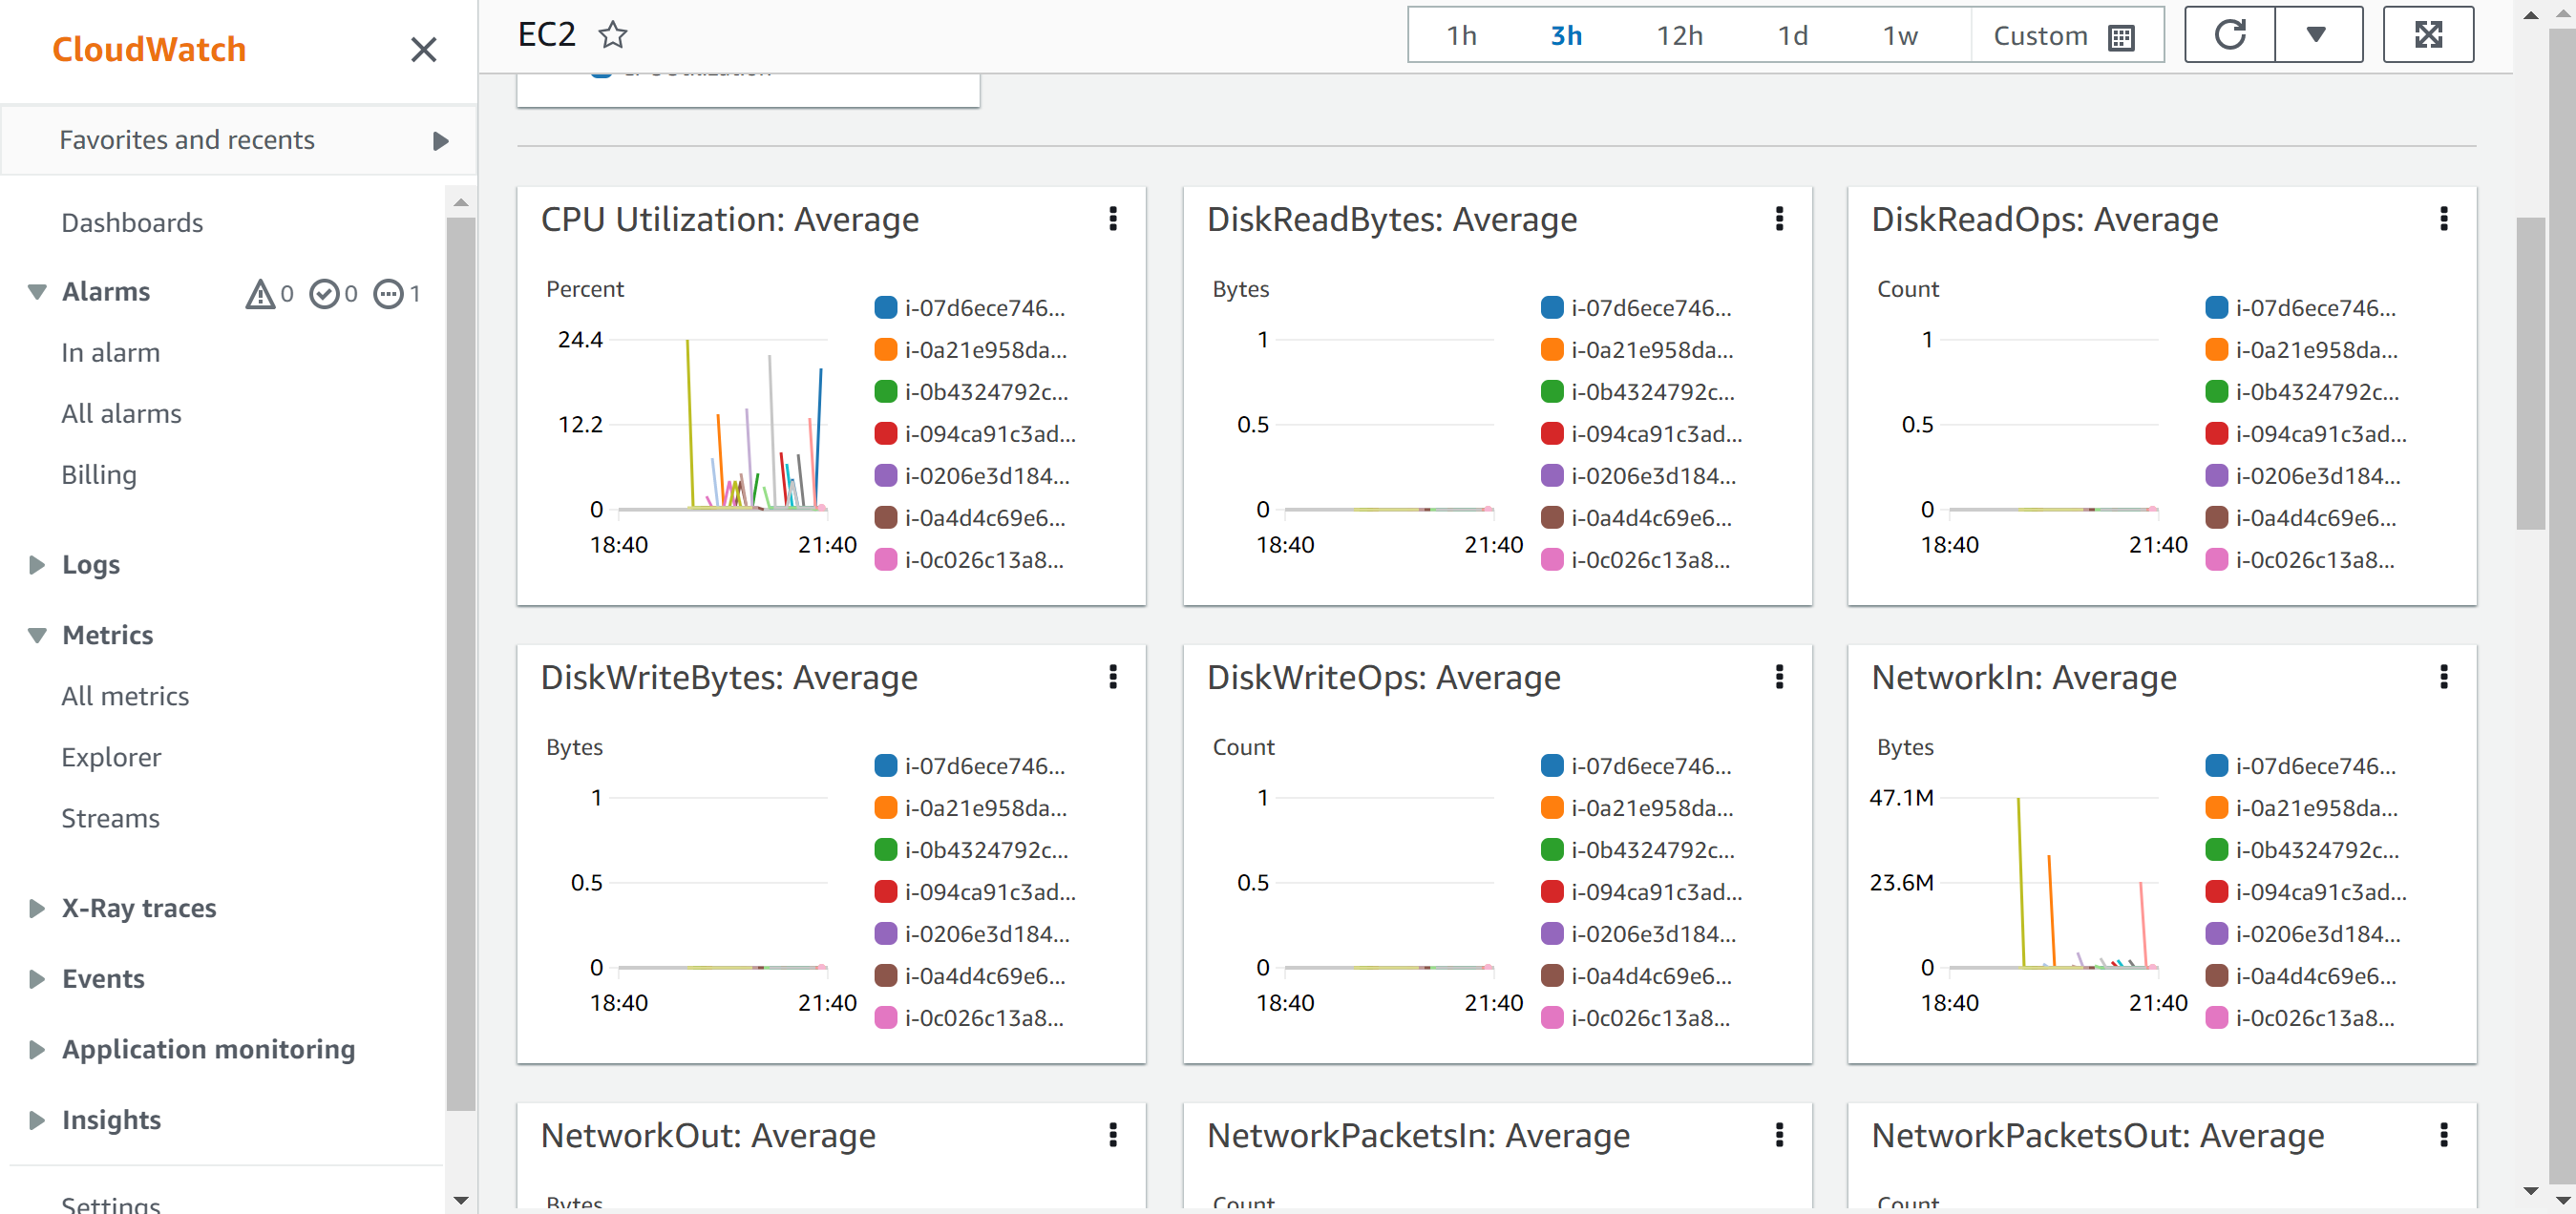 CloudWatch
Favorites and recents
Dashboards
Alarms 0 0 1
In alarm
All alarms
Billing
Logs
Metrics
All metrics
Explorer
Streams
X-Ray traces
Events
Application monitoring
Insights
Settings
EC2
1h 3h 12h 1d 1w Custom
CPU Utilization: Average
Percent
24.4
12.2
0
18:40 21:40
i-07d6ece746...
i-0a21e958da...
i-0b4324792c...
i-094ca91c3ad...
i-0206e3d184...
i-0a4d4c69e6...
i-0c026c13a8...
DiskReadBytes: Average
Bytes
1
0.5
0
18:40 21:40
i-07d6ece746...
i-0a21e958da...
i-0b4324792c...
i-094ca91c3ad...
i-0206e3d184...
i-0a4d4c69e6...
i-0c026c13a8...
DiskReadOps: Average
Count
1
0.5
0
18:40 21:40
i-07d6ece746...
i-0a21e958da...
i-0b4324792c...
i-094ca91c3ad...
i-0206e3d184...
i-0a4d4c69e6...
i-0c026c13a8...
DiskWriteBytes: Average
Bytes
1
0.5
0
18:40 21:40
i-07d6ece746...
i-0a21e958da...
i-0b4324792c...
i-094ca91c3ad...
i-0206e3d184...
i-0a4d4c69e6...
i-0c026c13a8...
DiskWriteOps: Average
Count
1
0.5
0
18:40 21:40
i-07d6ece746...
i-0a21e958da...
i-0b4324792c...
i-094ca91c3ad...
i-0206e3d184...
i-0a4d4c69e6...
i-0c026c13a8...
NetworkIn: Average
Bytes
47.1M
23.6M
0
18:40 21:40
i-07d6ece746...
i-0a21e958da...
i-0b4324792c...
i-094ca91c3ad...
i-0206e3d184...
i-0a4d4c69e6...
i-0c026c13a8...
NetworkOut: Average
Bytes
NetworkPacketsIn: Average
Count
NetworkPacketsOut: Average
Count